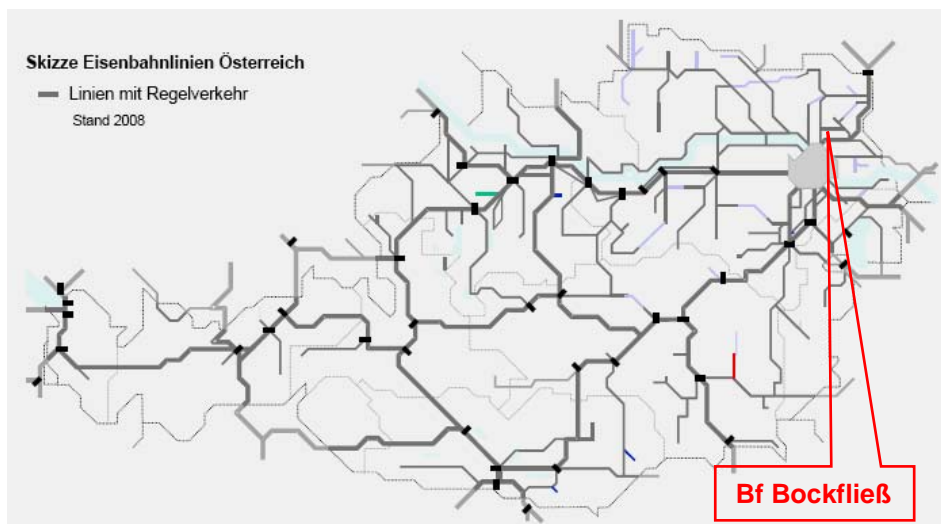 Skizze Eisenbahnlinien Österreich
Linien mit Regelverkehr
Stand 2008
Bf Bockfließ